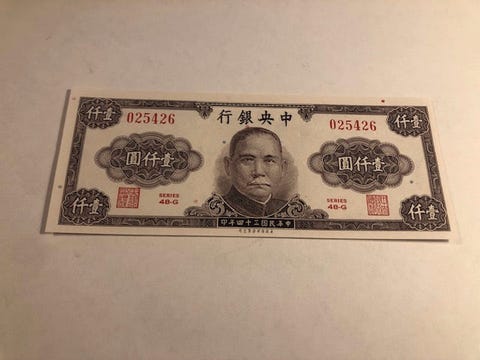 壹仟
中央銀行
壹仟
025426
025426
壹仟圓
壹仟圓
SERIES
48-G
SERIES
48-G
壹仟
中華民國三十四年印
壹仟